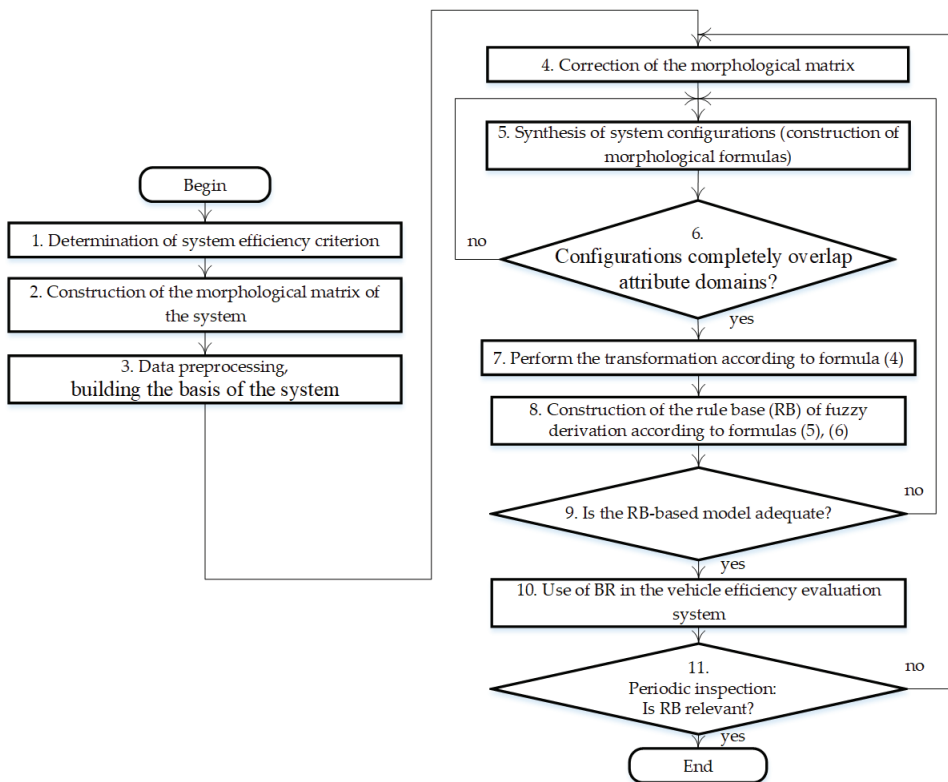 Begin
1. Determination of system efficiency criterion
2. Construction of the morphological matrix of
the system
3. Data preprocessing,
building the basis of the system
4. Correction of the morphological matrix
5. Synthesis of system configurations (construction of
morphological formulas)
6.
Configurations completely overlap
attribute domains?
no
yes
7. Perform the transformation according to formula (4)
8. Construction of the rule base (RB) of fuzzy
derivation according to formulas (5), (6)
9. Is the RB-based model adequate?
no
yes
10. Use of BR in the vehicle efficiency evaluation
system
11.
Periodic inspection:
Is RB relevant?
no
yes
End